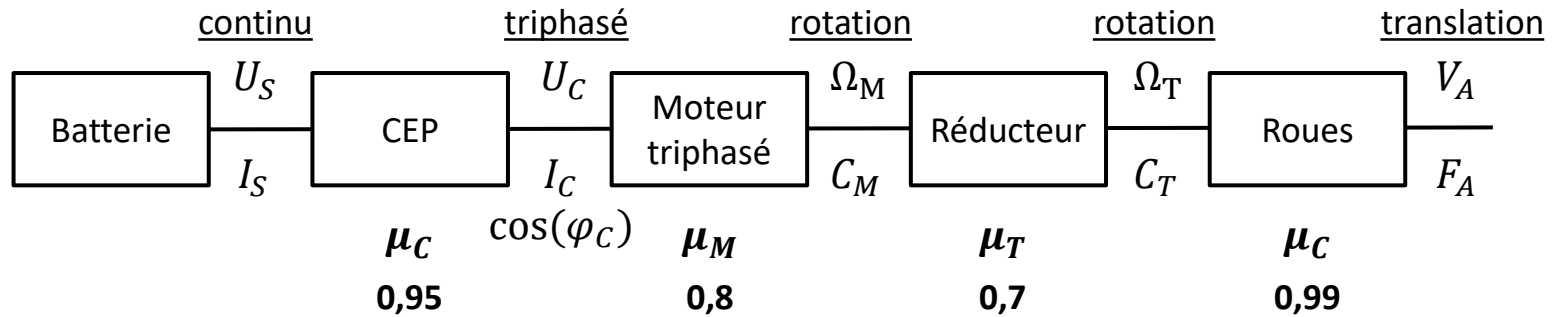 continu triphasé rotation rotation translation
U_S U_C Ω_M Ω_T V_A
Batterie CEP Moteur triphasé Réducteur Roues
I_S I_C C_M C_T F_A
cos(φ_C)
μ_C μ_M μ_T μ_C
0,95 0,8 0,7 0,99